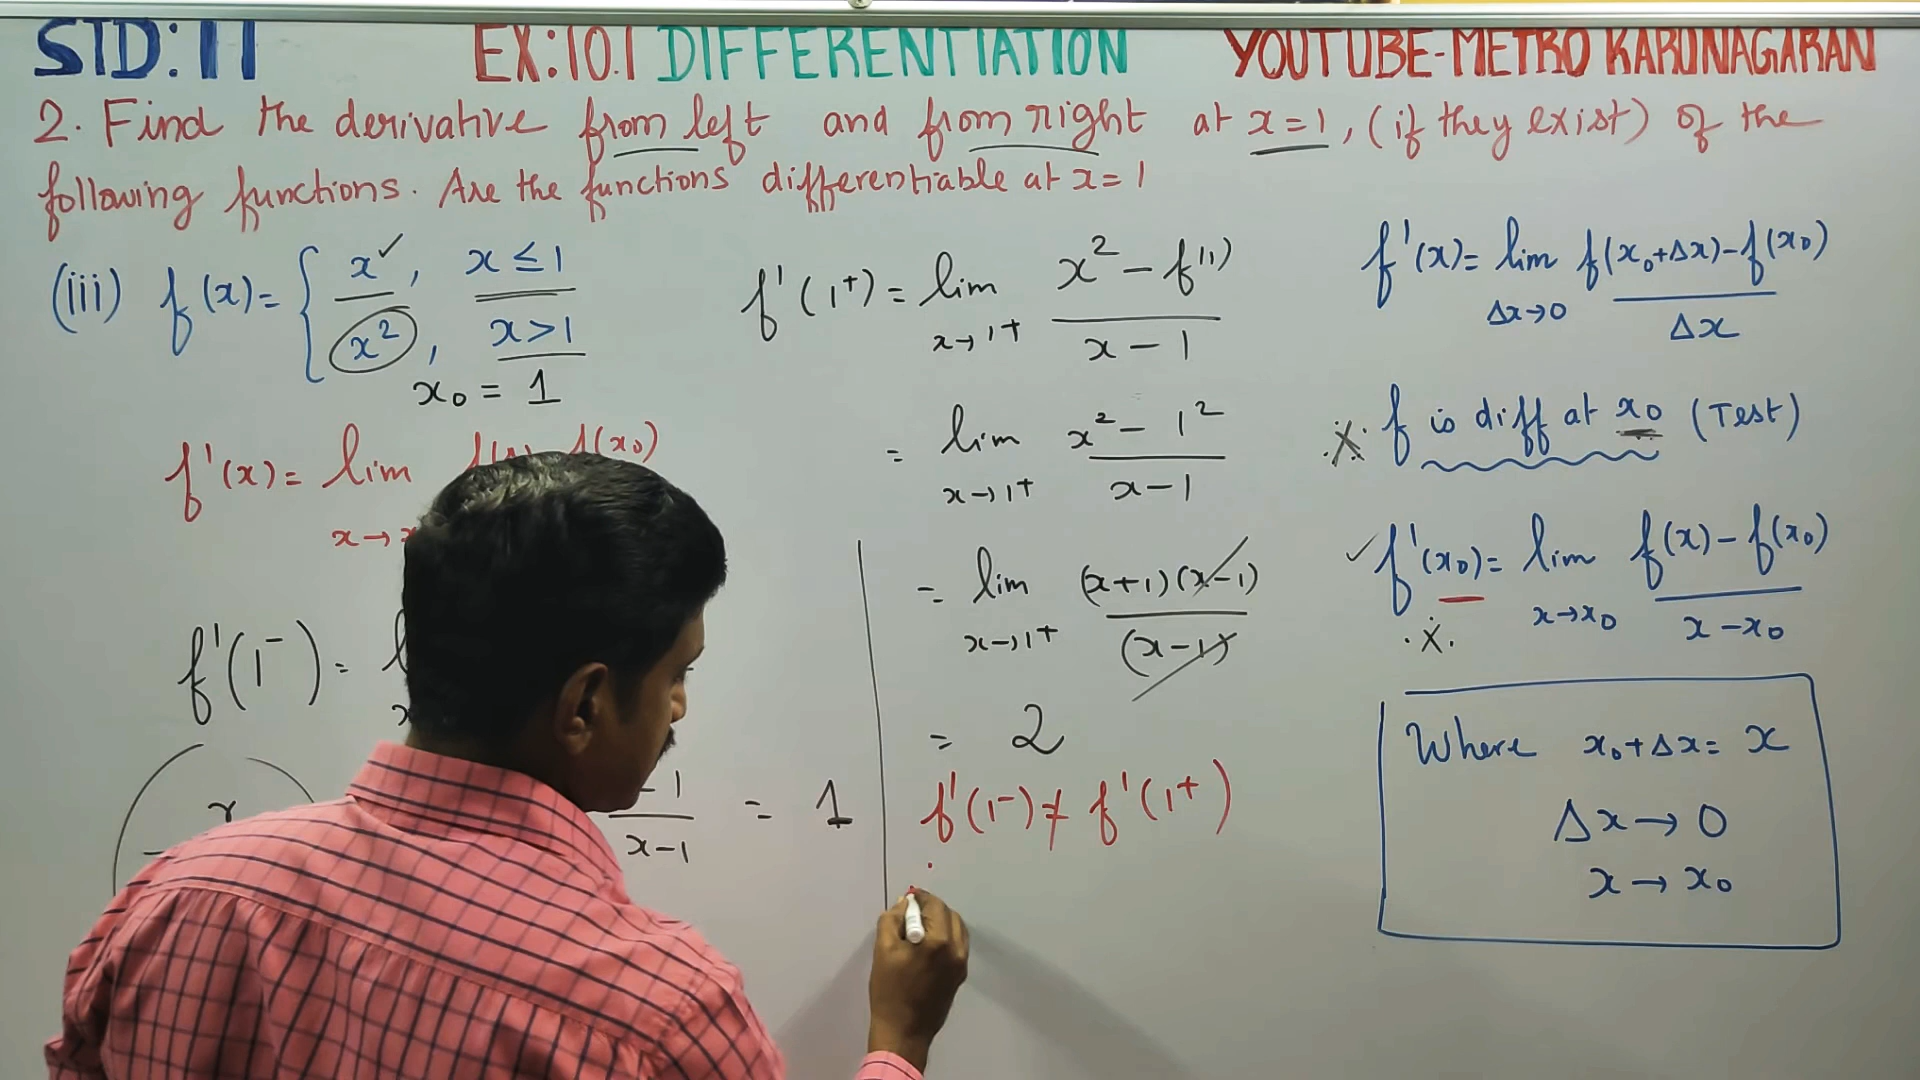 STD: 11 EX:10.1 DIFFERENTIATION YOUTUBE-METRO KARUNAGARAN
2. Find the derivative from left and from right at x=1, (if they exist) of the
following functions. Are the functions differentiable at x=1
(iii) f(x)= { x, x≤1
x², x>1
x₀ = 1
f'(x)= lim
x→
f(x₀)
f'(1⁻) =
-1
x-1
= 1
f'(1⁺) = lim x² - f(1)
x→1⁺ x-1
= lim x² - 1²
x→1⁺ x-1
= lim (x+1)(x-1)
x→1⁺ (x-1)
= 2
f'(1⁻) ≠ f'(1⁺)
f'(x)= lim f(x₀+Δx)-f(x₀)
Δx→0 Δx
f is diff at x₀ (Test)
f'(x₀)= lim f(x)-f(x₀)
x→x₀ x-x₀
Where x₀+Δx= x
Δx→0
x→x₀